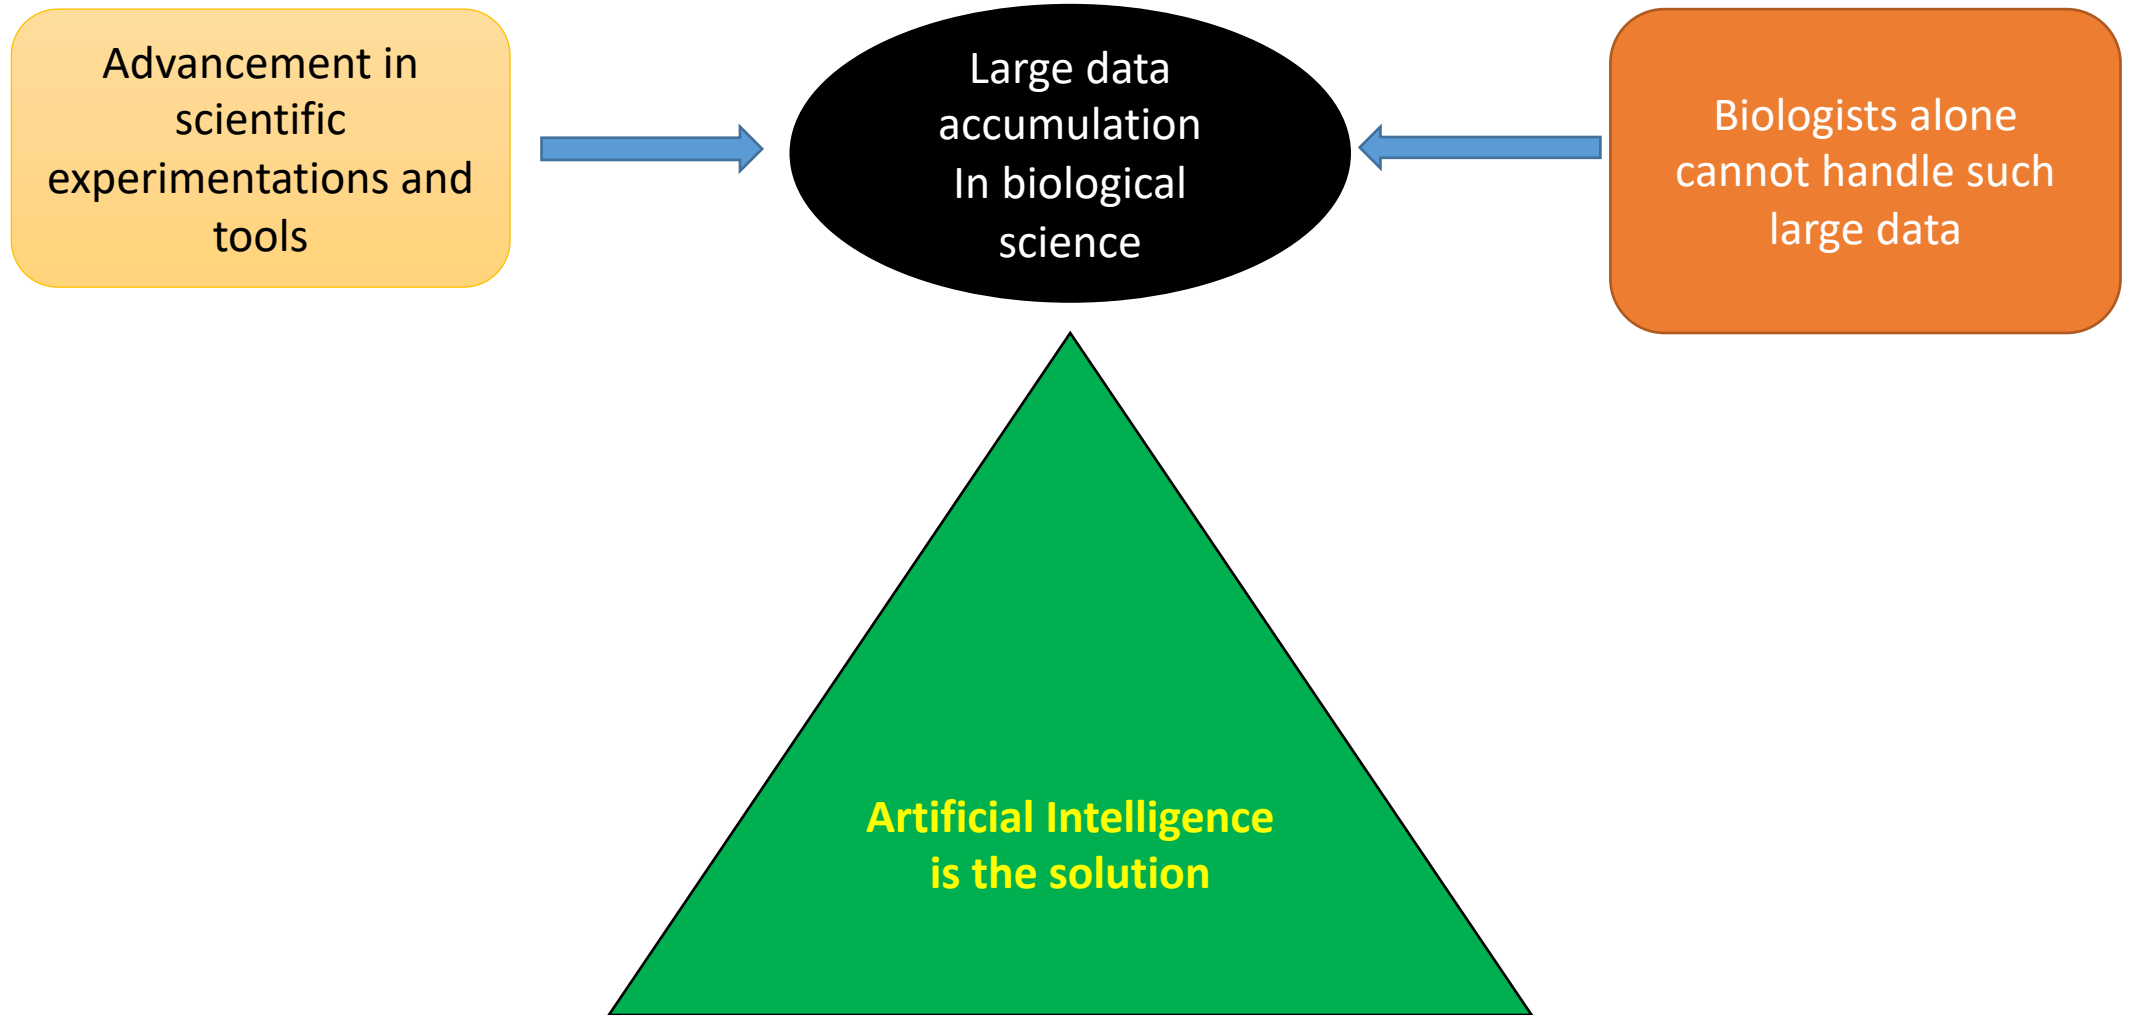 Advancement in
scientific
experimentations and
tools
Large data
accumulation
In biological
science
Biologists alone
cannot handle such
large data
Artificial Intelligence
is the solution